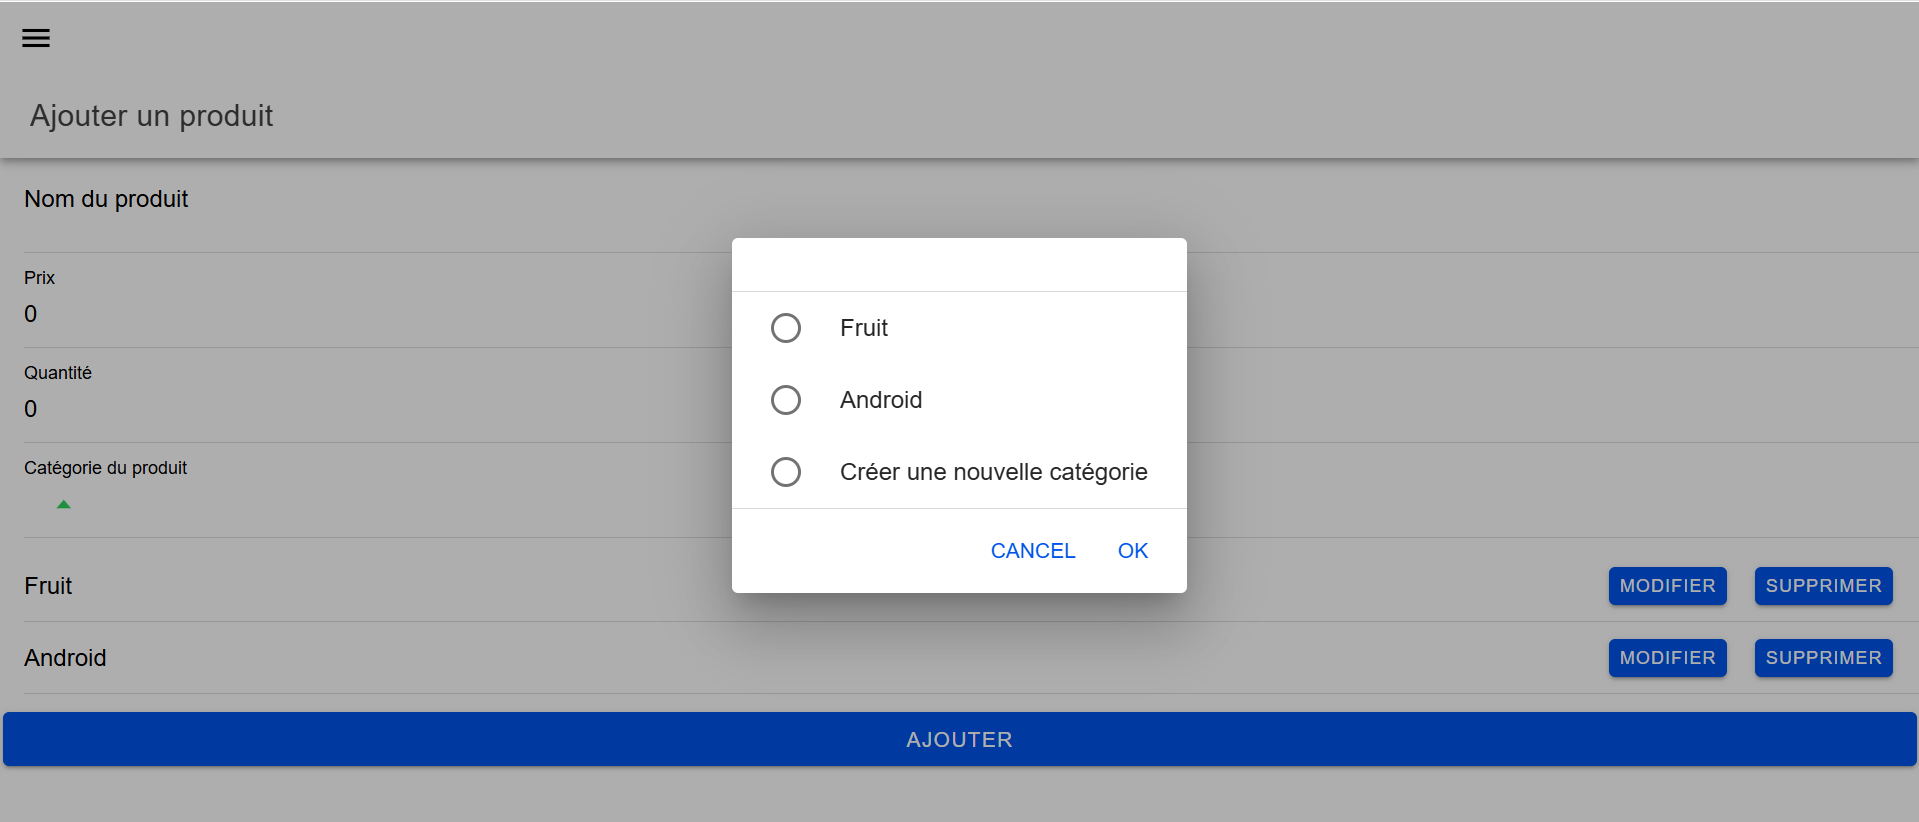 Ajouter un produit
Nom du produit
Prix
0
Quantité
0
Catégorie du produit
Fruit
Android
Créer une nouvelle catégorie
CANCEL OK
Fruit MODIFIER SUPPRIMER
Android MODIFIER SUPPRIMER
AJOUTER